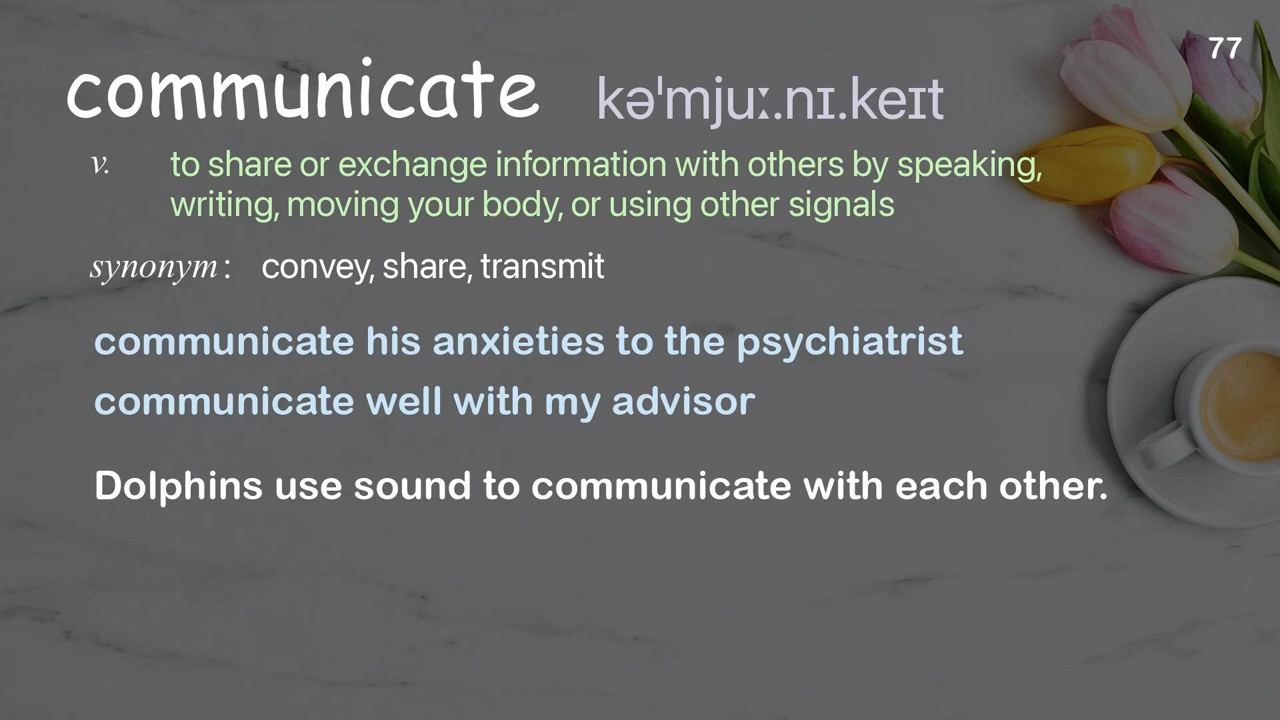 77
communicate kəˈmjuː.nɪ.keɪt
v. to share or exchange information with others by speaking,
writing, moving your body, or using other signals
synonym : convey, share, transmit
communicate his anxieties to the psychiatrist
communicate well with my advisor
Dolphins use sound to communicate with each other.